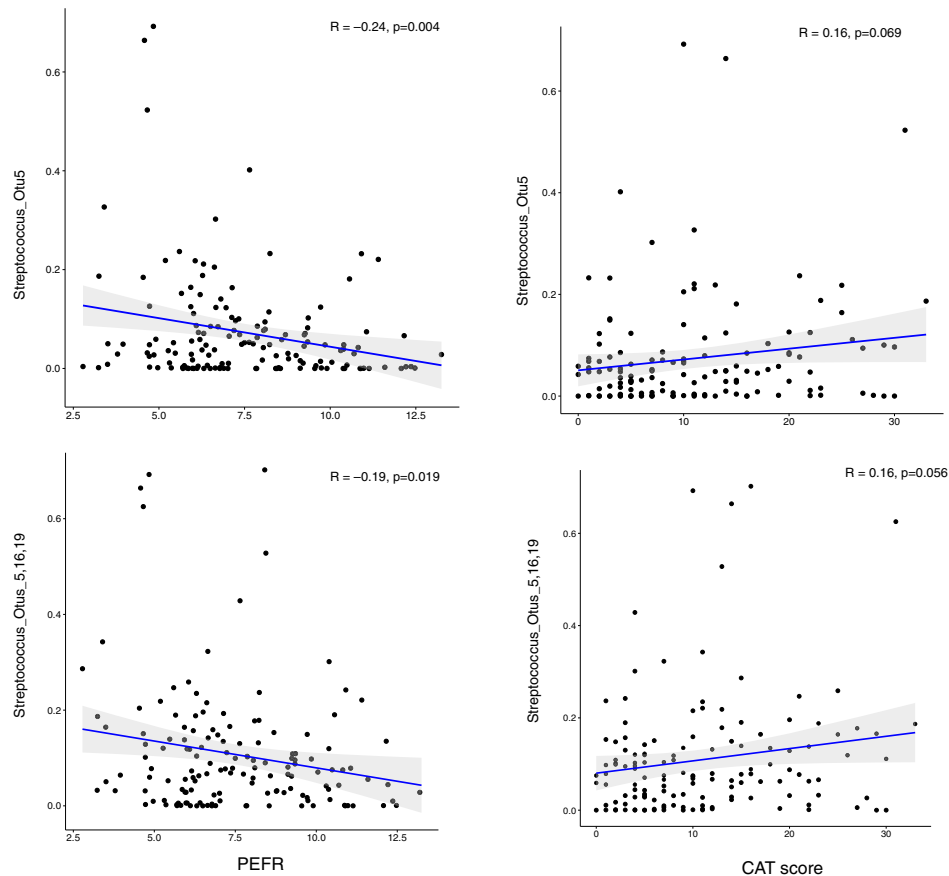 R = −0.24, p=0.004
Streptococcus_Otu5
0.6
0.4
0.2
0.0
2.5 5.0 7.5 10.0 12.5
R = 0.16, p=0.069
Streptococcus_Otu5
0.6
0.4
0.2
0.0
0 10 20 30
R = −0.19, p=0.019
Streptococcus_Otus_5,16,19
0.6
0.4
0.2
0.0
2.5 5.0 7.5 10.0 12.5
PEFR
R = 0.16, p=0.056
Streptococcus_Otus_5,16,19
0.6
0.4
0.2
0.0
0 10 20 30
CAT score